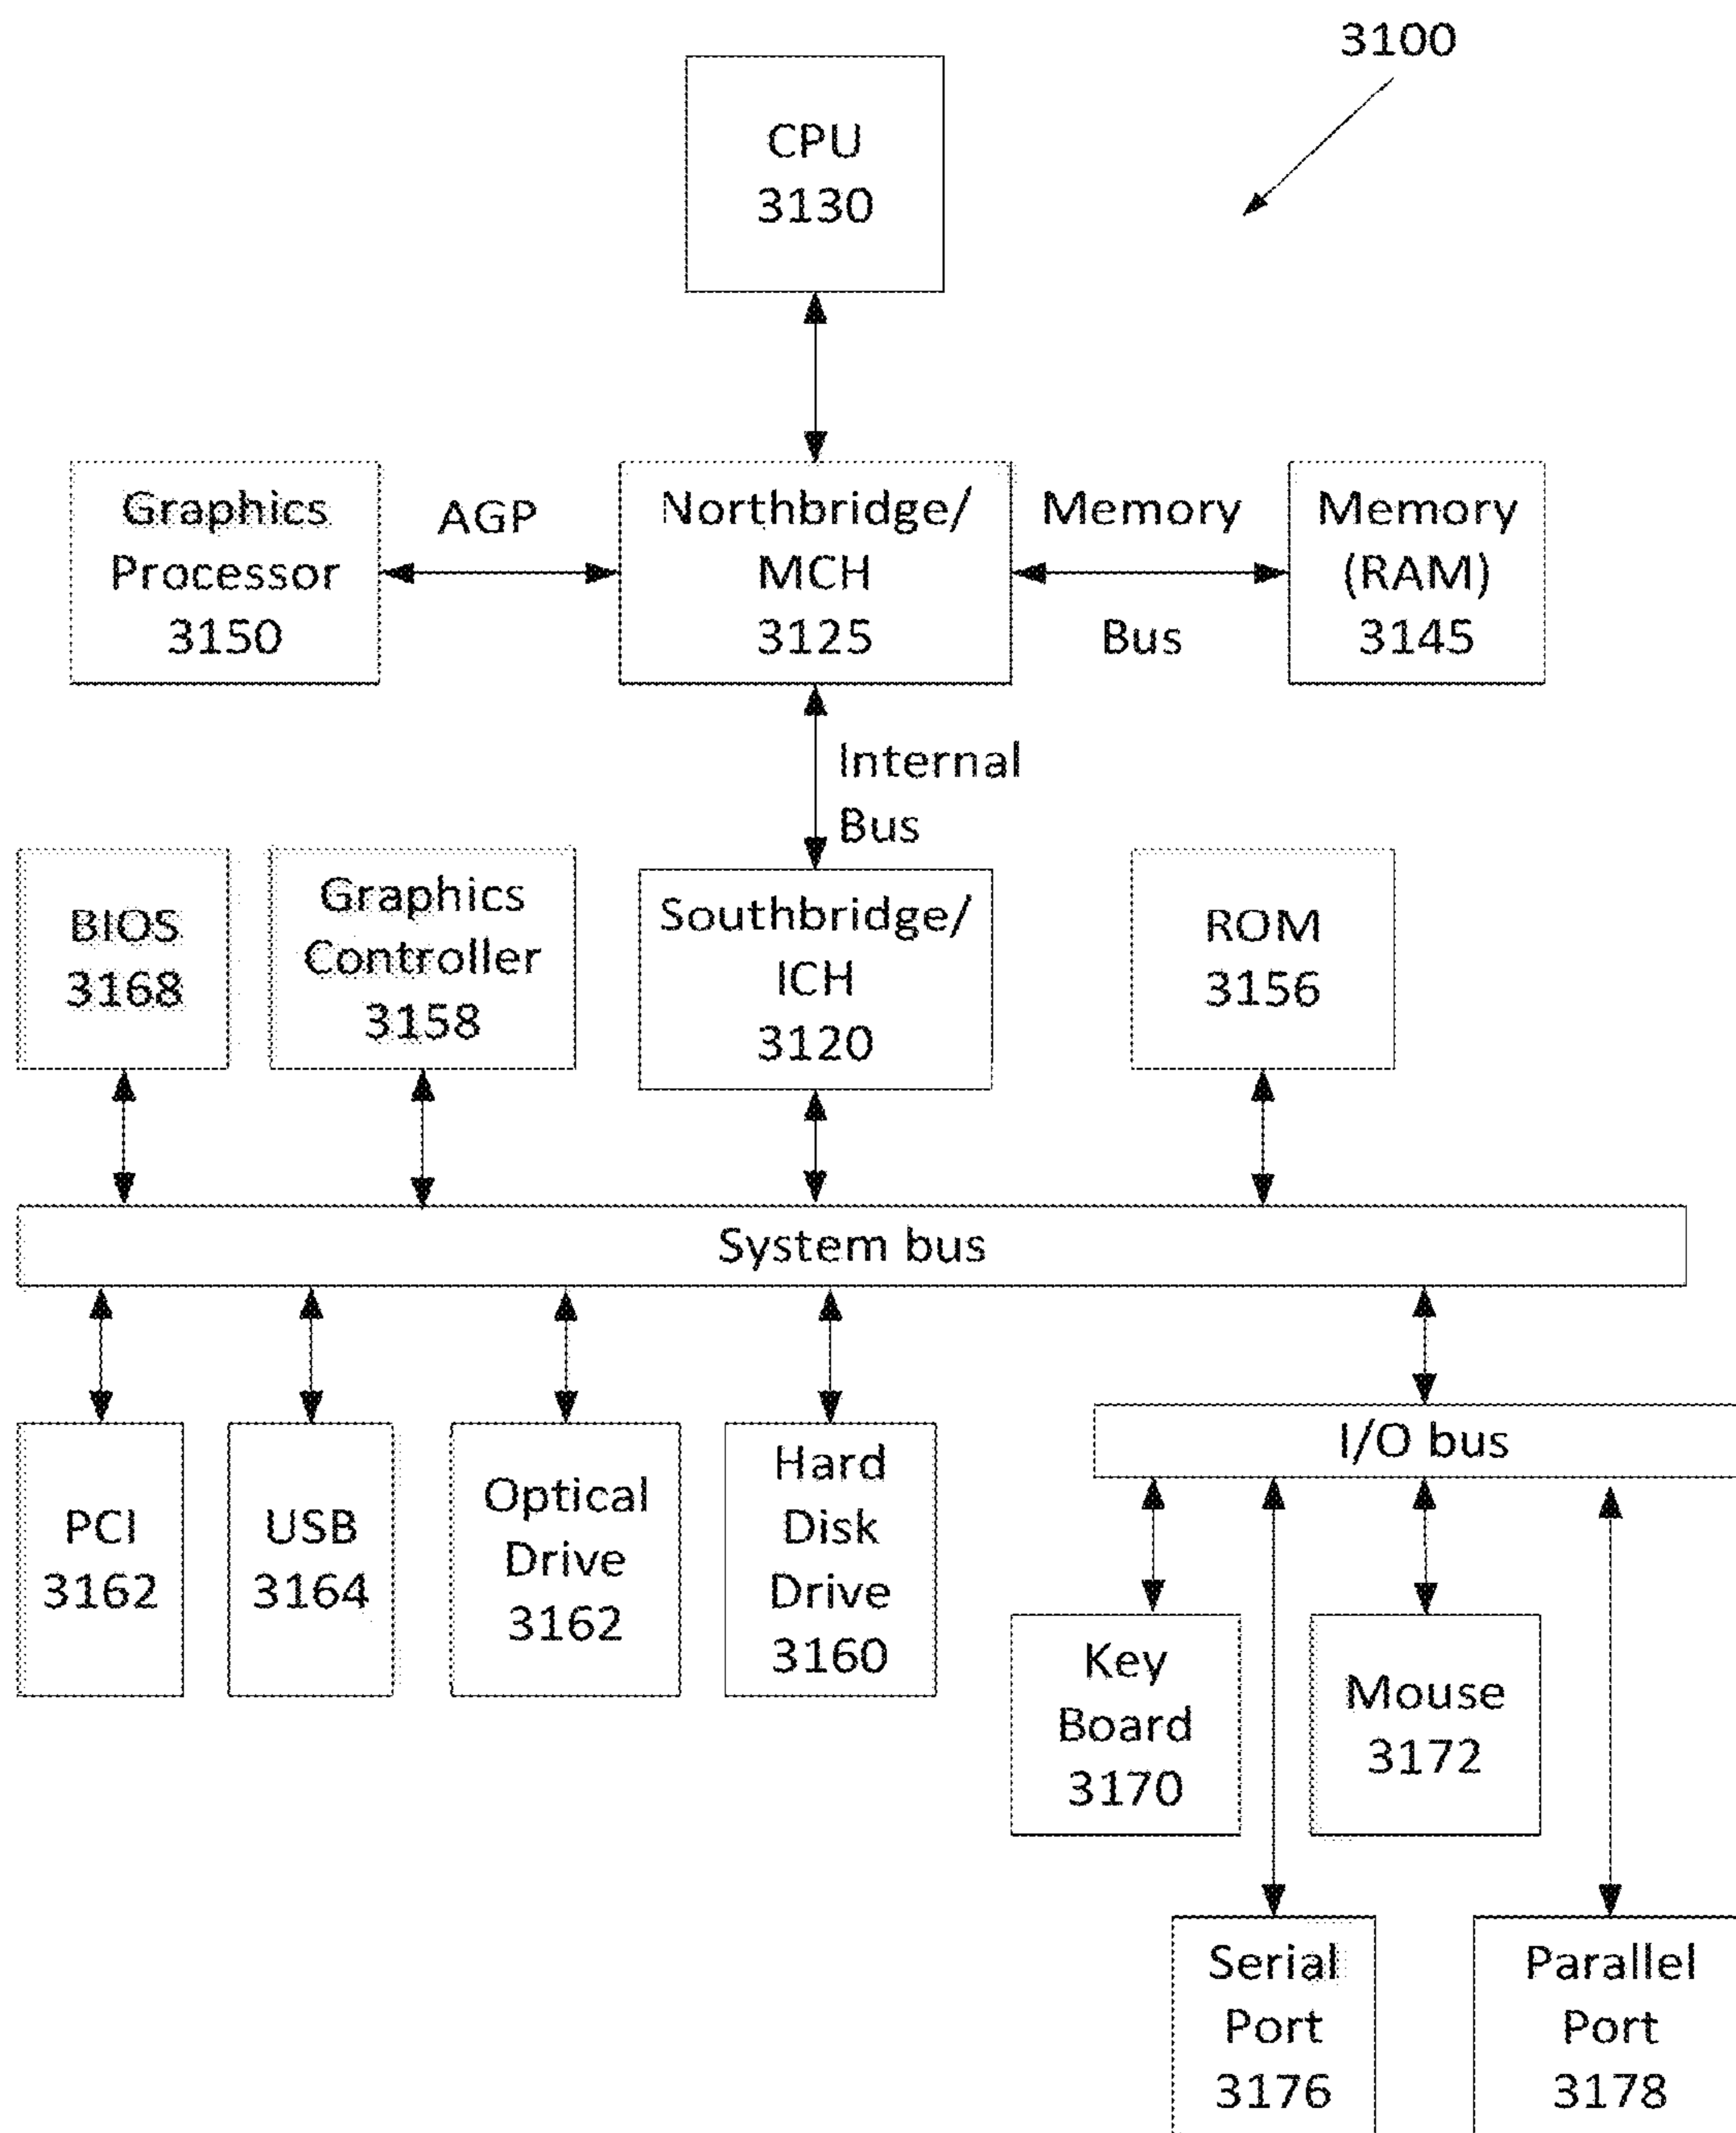 3100
CPU
3130
Graphics
Processor
3150
AGP
Northbridge/
MCH
3125
Memory
Bus
Memory
(RAM)
3145
Internal
Bus
BIOS
3168
Graphics
Controller
3158
Southbridge/
ICH
3120
ROM
3156
System bus
PCI
3162
USB
3164
Optical
Drive
3162
Hard
Disk
Drive
3160
I/O bus
Key
Board
3170
Mouse
3172
Serial
Port
3176
Parallel
Port
3178